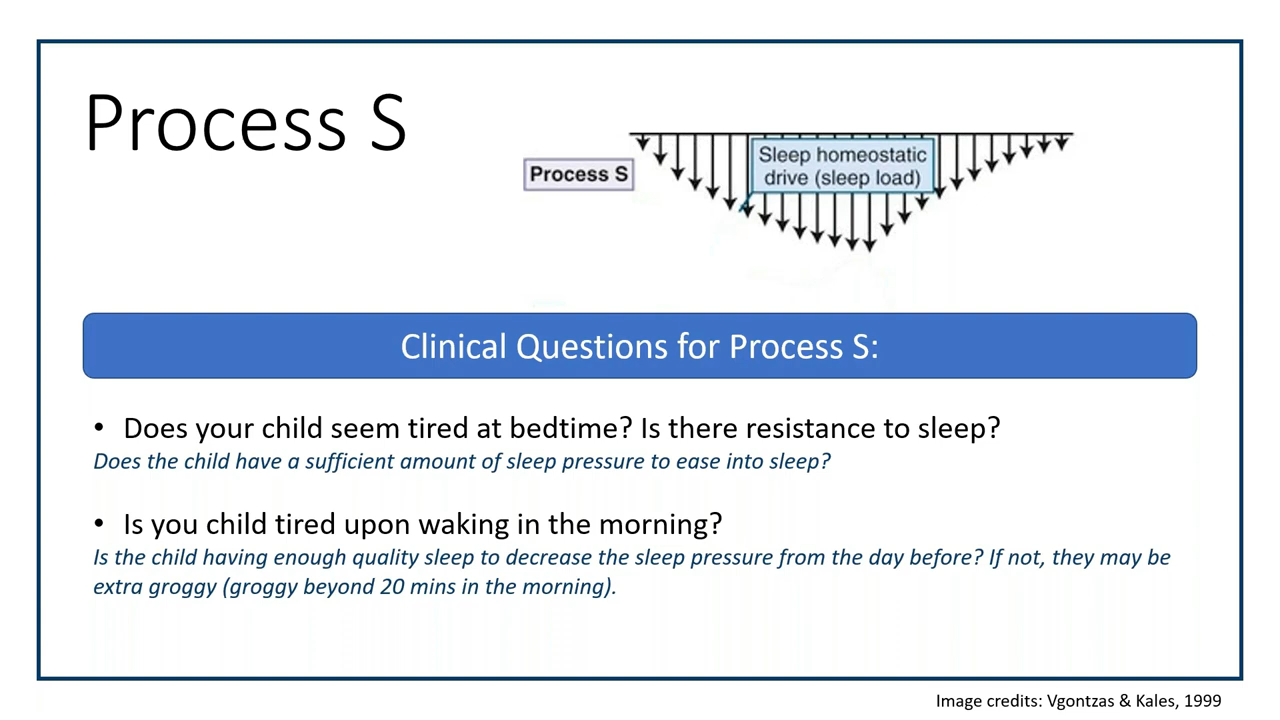 Process S
Process S
Sleep homeostatic
drive (sleep load)
Clinical Questions for Process S:
• Does your child seem tired at bedtime? Is there resistance to sleep?
Does the child have a sufficient amount of sleep pressure to ease into sleep?
• Is you child tired upon waking in the morning?
Is the child having enough quality sleep to decrease the sleep pressure from the day before? If not, they may be
extra groggy (groggy beyond 20 mins in the morning).
Image credits: Vgontzas & Kales, 1999